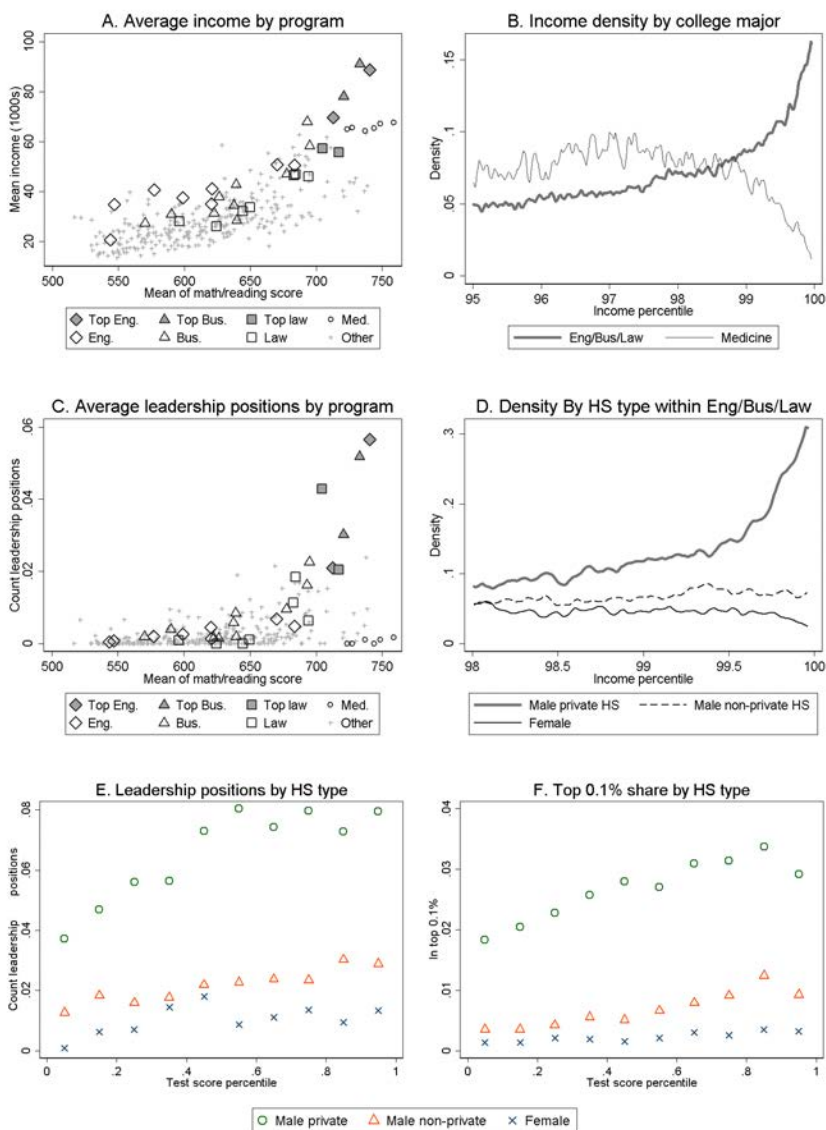 A. Average income by program
Mean income (1000s)
100
80
60
40
20
500 550 600 650 700 750
Mean of math/reading score
Top Eng. Top Bus. Top law Med.
Eng. Bus. Law Other
B. Income density by college major
Density
.15
.1
.05
0
95 96 97 98 99 100
Income percentile
Eng/Bus/Law Medicine
C. Average leadership positions by program
Count leadership positions
.06
.04
.02
0
500 550 600 650 700 750
Mean of math/reading score
Top Eng. Top Bus. Top law Med.
Eng. Bus. Law Other
D. Density By HS type within Eng/Bus/Law
Density
.3
.2
.1
0
98 98.5 99 99.5 100
Income percentile
Male private HS Male non-private HS
Female
E. Leadership positions by HS type
Count leadership positions
.08
.06
.04
.02
0
0 .2 .4 .6 .8 1
Test score percentile
F. Top 0.1% share by HS type
In top 0.1%
.04
.03
.02
.01
0
0 .2 .4 .6 .8 1
Test score percentile
Male private Male non-private Female